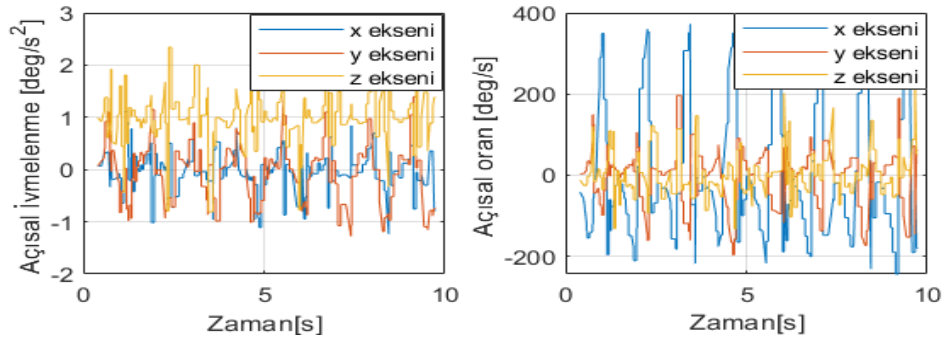 Açısal İvmelenme [deg/s²]
3
2
1
0
-1
-2
x ekseni
y ekseni
z ekseni
0
5
10
Zaman[s]
Açısal oran [deg/s]
400
200
0
-200
x ekseni
y ekseni
z ekseni
0
5
10
Zaman[s]